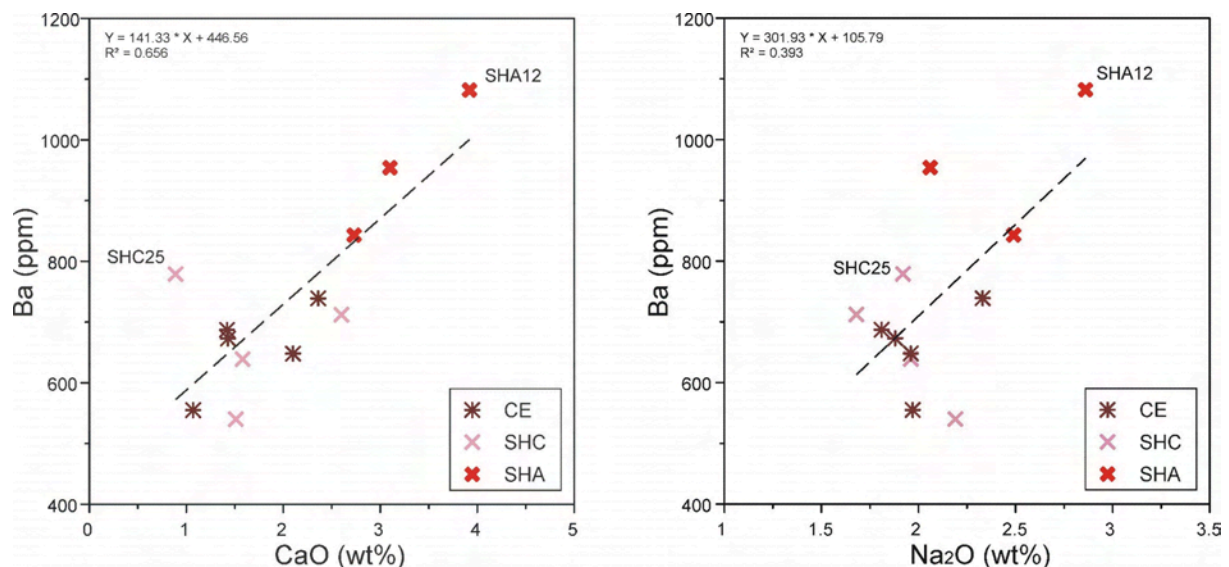 Y = 141.33 * X + 446.56
R² = 0.656
1200
1000
800
600
400
Ba (ppm)
SHA12
SHC25
CE
SHC
SHA
0 1 2 3 4 5
CaO (wt%)
Y = 301.93 * X + 105.79
R² = 0.393
1200
1000
800
600
400
Ba (ppm)
SHA12
SHC25
CE
SHC
SHA
1 1.5 2 2.5 3 3.5
Na₂O (wt%)